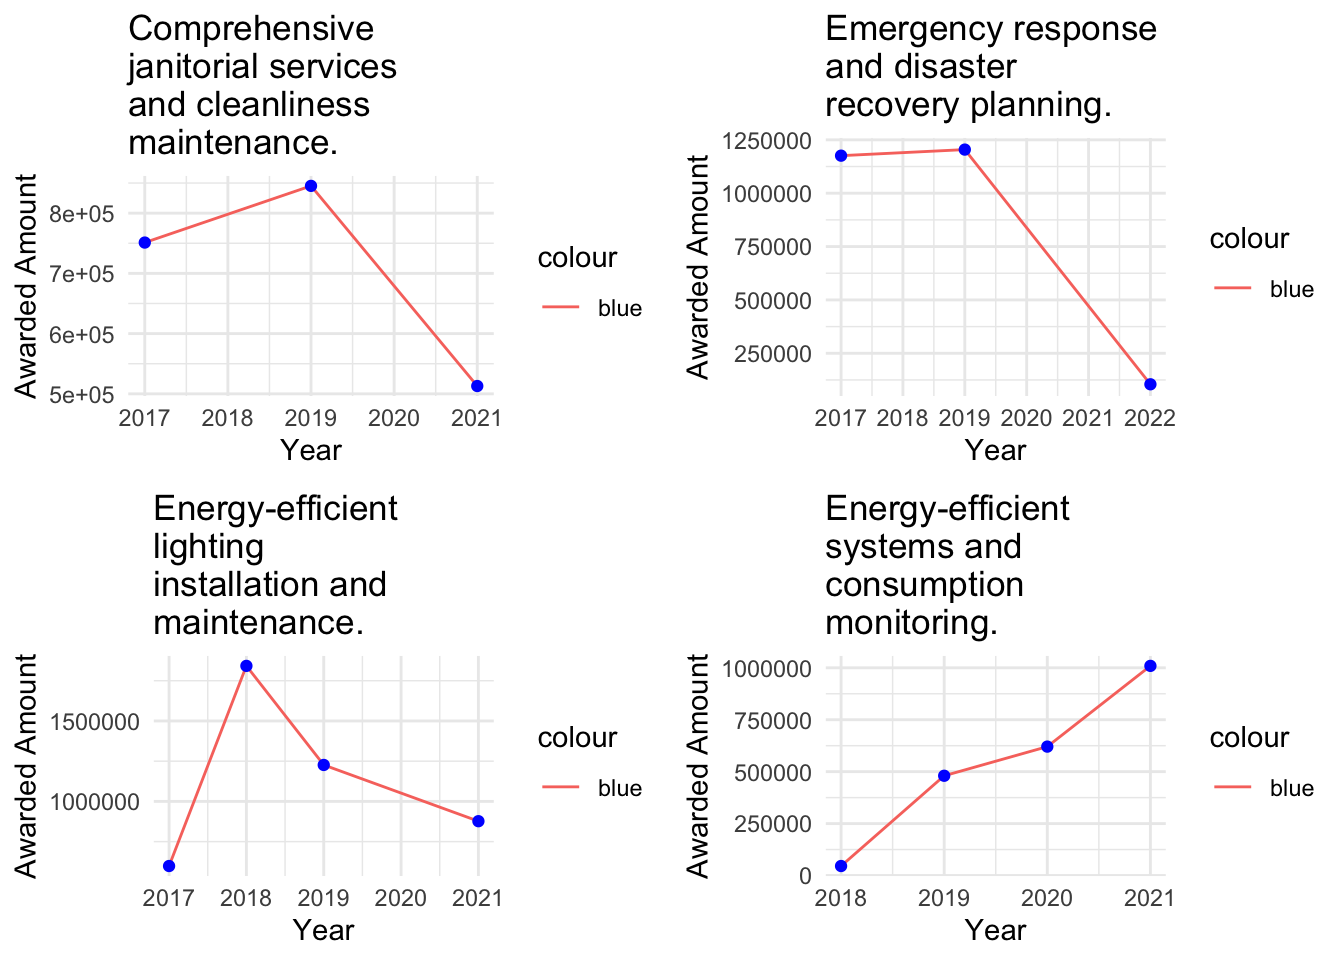 Comprehensive
janitorial services
and cleanliness
maintenance.
Awarded Amount
8e+05
7e+05
6e+05
5e+05
2017 2018 2019 2020 2021
Year
colour
blue
Emergency response
and disaster
recovery planning.
Awarded Amount
1250000
1000000
750000
500000
250000
2017 2018 2019 2020 2021 2022
Year
colour
blue
Energy-efficient
lighting
installation and
maintenance.
Awarded Amount
1500000
1000000
2017 2018 2019 2020 2021
Year
colour
blue
Energy-efficient
systems and
consumption
monitoring.
Awarded Amount
1000000
750000
500000
250000
0
2018 2019 2020 2021
Year
colour
blue